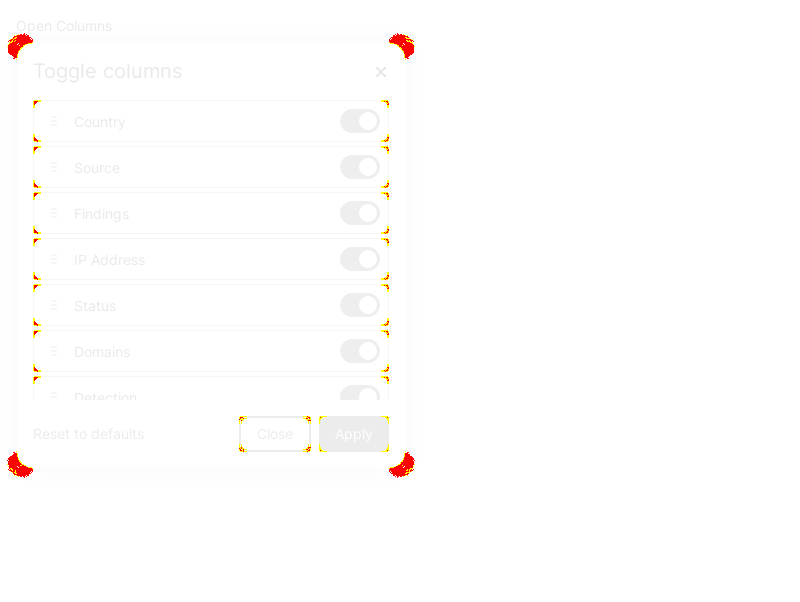 Open Columns
Toggle columns
Country
Source
Findings
IP Address
Status
Domains
Detection
Reset to defaults
Close
Apply